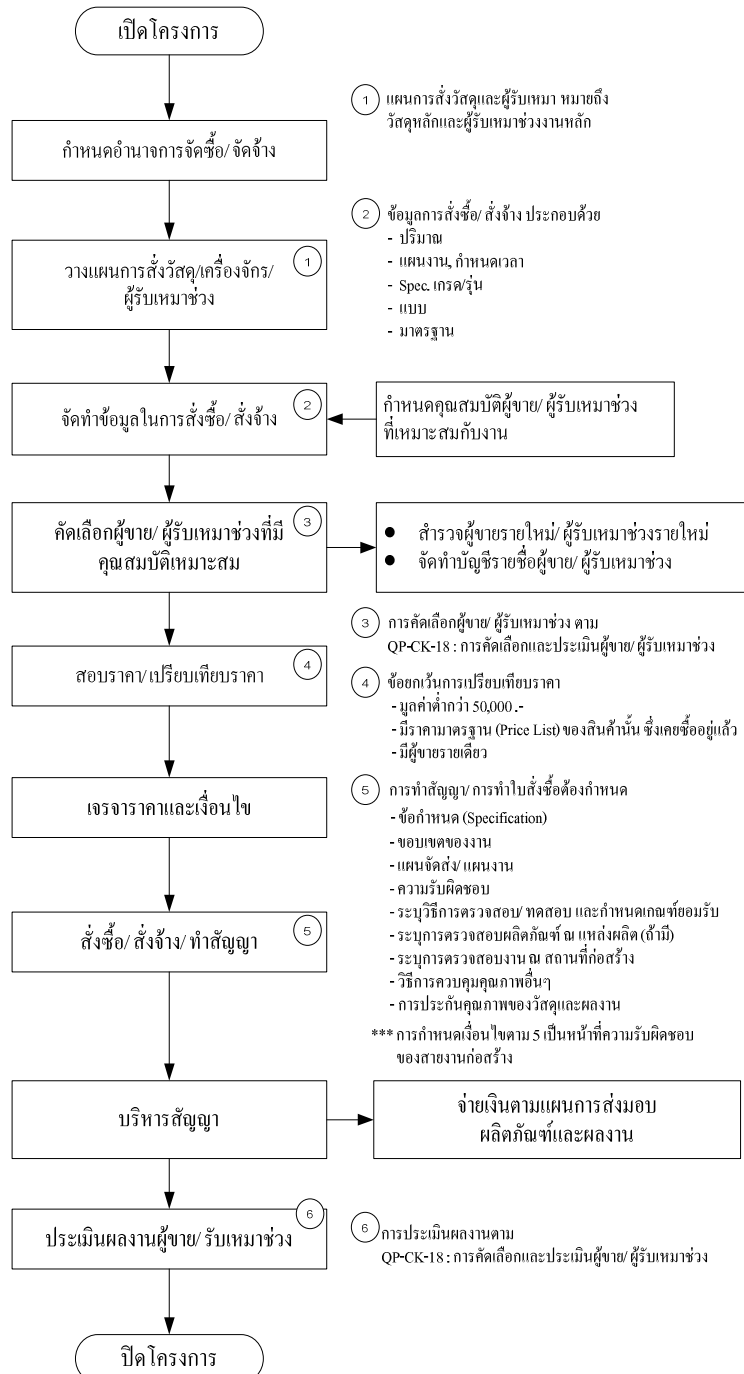 เปิดโครงการ
1 แผนการสั่งวัสดุและผู้รับเหมา หมายถึง
วัสดุหลักและผู้รับเหมาช่วงงานหลัก
กำหนดอำนาจการจัดซื้อ/ จัดจ้าง
2 ข้อมูลการสั่งซื้อ/ สั่งจ้าง ประกอบด้วย
- ปริมาณ
- แผนงาน, กำหนดเวลา
- Spec. เกรด/รุ่น
- แบบ
- มาตรฐาน
วางแผนการสั่งวัสดุ/เครื่องจักร/ 1
ผู้รับเหมาช่วง
จัดทำข้อมูลในการสั่งซื้อ/ สั่งจ้าง 2
กำหนดคุณสมบัติผู้ขาย/ ผู้รับเหมาช่วง
ที่เหมาะสมกับงาน
คัดเลือกผู้ขาย/ ผู้รับเหมาช่วงที่มี 3
คุณสมบัติเหมาะสม
● สำรวจผู้ขายรายใหม่/ ผู้รับเหมาช่วงรายใหม่
● จัดทำบัญชีรายชื่อผู้ขาย/ ผู้รับเหมาช่วง
3 การคัดเลือกผู้ขาย/ ผู้รับเหมาช่วง ตาม
QP-CK-18 : การคัดเลือกและประเมินผู้ขาย/ ผู้รับเหมาช่วง
สอบราคา/เปรียบเทียบราคา 4
4 ข้อยกเว้นการเปรียบเทียบราคา
- มูลค่าต่ำกว่า 50,000.-
- มีราคามาตรฐาน (Price List) ของสินค้านั้น ซึ่งเคยซื้ออยู่แล้ว
- มีผู้ขายรายเดียว
เจรจาราคาและเงื่อนไข
5 การทำสัญญา/ การทำใบสั่งซื้อต้องกำหนด
- ข้อกำหนด (Specification)
- ขอบเขตของงาน
- แผนจัดส่ง/ แผนงาน
- ความรับผิดชอบ
- ระบุวิธีการตรวจสอบ/ ทดสอบ และกำหนดเกณฑ์ยอมรับ
- ระบุการตรวจสอบผลิตภัณฑ์ ณ แหล่งผลิต (ถ้ามี)
- ระบุการตรวจสอบงาน ณ สถานที่ก่อสร้าง
- วิธีการควบคุมคุณภาพอื่นๆ
- การประกันคุณภาพของวัสดุและผลงาน
*** การกำหนดเงื่อนไขตาม 5 เป็นหน้าที่ความรับผิดชอบ
ของสายงานก่อสร้าง
สั่งซื้อ/ สั่งจ้าง/ ทำสัญญา 5
บริหารสัญญา
จ่ายเงินตามแผนการส่งมอบ
ผลิตภัณฑ์และผลงาน
ประเมินผลงานผู้ขาย/ รับเหมาช่วง 6
6 การประเมินผลงานตาม
QP-CK-18 : การคัดเลือกและประเมินผู้ขาย/ ผู้รับเหมาช่วง
ปิดโครงการ